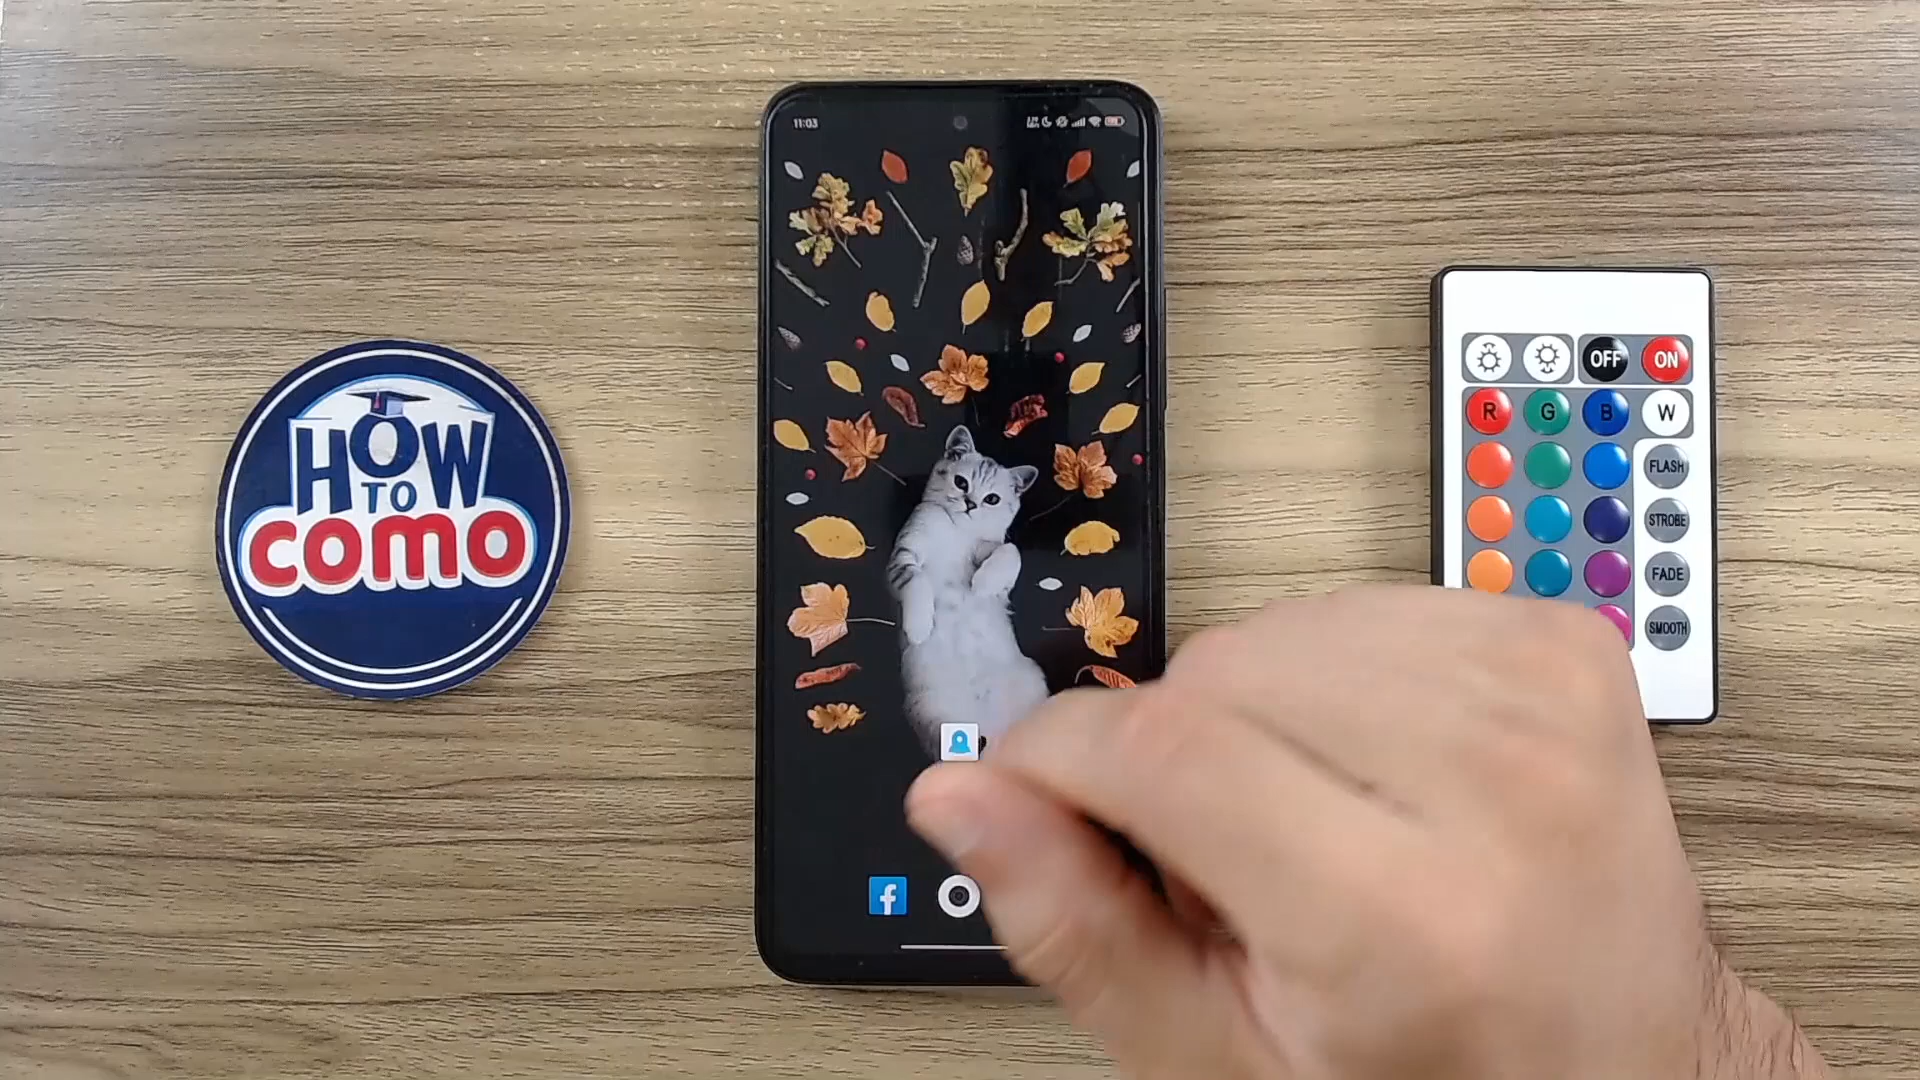 HOW
TO
COMO
11:03
f
OFF ON
R G B W
FLASH
STROBE
FADE
SMOOTH